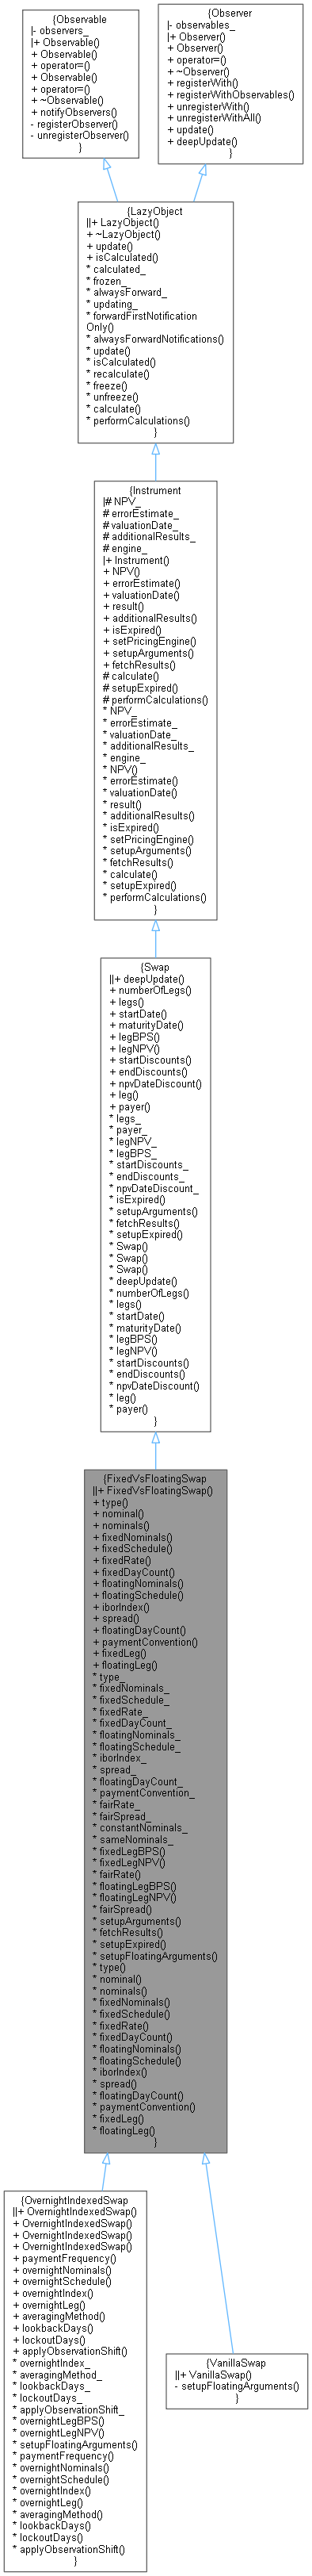 {Observable
|- observers_
|+ Observable()
+ Observable()
+ operator=()
+ Observable()
+ operator=()
+ ~Observable()
+ notifyObservers()
- registerObserver()
- unregisterObserver()
}
{Observer
|- observables_
|+ Observer()
+ Observer()
+ operator=()
+ ~Observer()
+ registerWith()
+ registerWithObservables()
+ unregisterWith()
+ unregisterWithAll()
+ update()
+ deepUpdate()
}
{LazyObject
||+ LazyObject()
+ ~LazyObject()
+ update()
+ isCalculated()
* calculated_
* frozen_
* alwaysForward_
* updating_
* forwardFirstNotification
Only()
* alwaysForwardNotifications()
* update()
* isCalculated()
* recalculate()
* freeze()
* unfreeze()
* calculate()
* performCalculations()
}
{Instrument
|# NPV_
# errorEstimate_
# valuationDate_
# additionalResults_
# engine_
|+ Instrument()
+ NPV()
+ errorEstimate()
+ valuationDate()
+ result()
+ additionalResults()
+ isExpired()
+ setPricingEngine()
+ setupArguments()
+ fetchResults()
# calculate()
# setupExpired()
# performCalculations()
* NPV_
* errorEstimate_
* valuationDate_
* additionalResults_
* engine_
* NPV()
* errorEstimate()
* valuationDate()
* result()
* additionalResults()
* isExpired()
* setPricingEngine()
* setupArguments()
* fetchResults()
* calculate()
* setupExpired()
* performCalculations()
}
{Swap
||+ deepUpdate()
+ numberOfLegs()
+ legs()
+ startDate()
+ maturityDate()
+ legBPS()
+ legNPV()
+ startDiscounts()
+ endDiscounts()
+ npvDateDiscount()
+ leg()
+ payer()
* legs_
* payer_
* legNPV_
* legBPS_
* startDiscounts_
* endDiscounts_
* npvDateDiscount_
* isExpired()
* setupArguments()
* fetchResults()
* setupExpired()
* Swap()
* Swap()
* Swap()
* deepUpdate()
* numberOfLegs()
* legs()
* startDate()
* maturityDate()
* legBPS()
* legNPV()
* startDiscounts()
* endDiscounts()
* npvDateDiscount()
* leg()
* payer()
}
{FixedVsFloatingSwap
||+ FixedVsFloatingSwap()
+ type()
+ nominal()
+ nominals()
+ fixedNominals()
+ fixedSchedule()
+ fixedRate()
+ fixedDayCount()
+ floatingNominals()
+ floatingSchedule()
+ iborIndex()
+ spread()
+ floatingDayCount()
+ paymentConvention()
+ fixedLeg()
+ floatingLeg()
* type_
* fixedNominals_
* fixedSchedule_
* fixedRate_
* fixedDayCount_
* floatingNominals_
* floatingSchedule_
* iborIndex_
* spread_
* floatingDayCount_
* paymentConvention_
* fairRate_
* fairSpread_
* constantNominals_
* sameNominals_
* fixedLegBPS()
* fixedLegNPV()
* fairRate()
* floatingLegBPS()
* floatingLegNPV()
* fairSpread()
* setupArguments()
* fetchResults()
* setupExpired()
* setupFloatingArguments()
* type()
* nominal()
* nominals()
* fixedNominals()
* fixedSchedule()
* fixedRate()
* fixedDayCount()
* floatingNominals()
* floatingSchedule()
* iborIndex()
* spread()
* floatingDayCount()
* paymentConvention()
* fixedLeg()
* floatingLeg()
}
{OvernightIndexedSwap
||+ OvernightIndexedSwap()
+ OvernightIndexedSwap()
+ OvernightIndexedSwap()
+ OvernightIndexedSwap()
+ paymentFrequency()
+ overnightNominals()
+ overnightSchedule()
+ overnightIndex()
+ overnightLeg()
+ averagingMethod()
+ lookbackDays()
+ lockoutDays()
+ applyObservationShift()
* overnightIndex_
* averagingMethod_
* lookbackDays_
* lockoutDays_
* applyObservationShift_
* overnightLegBPS()
* overnightLegNPV()
* setupFloatingArguments()
* paymentFrequency()
* overnightNominals()
* overnightSchedule()
* overnightIndex()
* overnightLeg()
* averagingMethod()
* lookbackDays()
* lockoutDays()
* applyObservationShift()
}
{VanillaSwap
||+ VanillaSwap()
- setupFloatingArguments()
}